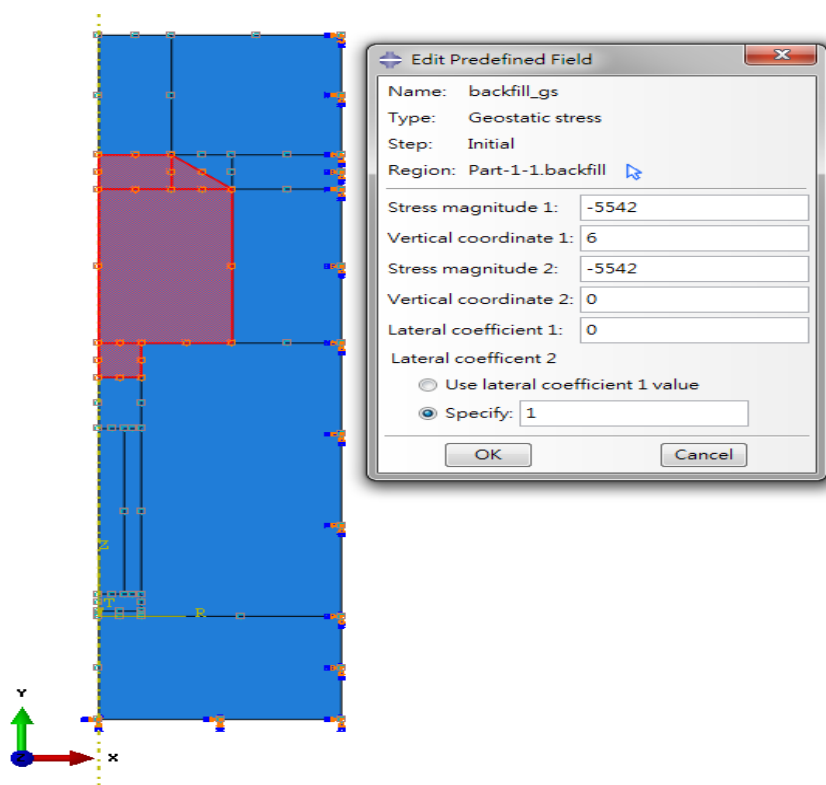 Edit Predefined Field
Name: backfill_gs
Type: Geostatic stress
Step: Initial
Region: Part-1-1.backfill
Stress magnitude 1: -5542
Vertical coordinate 1: 6
Stress magnitude 2: -5542
Vertical coordinate 2: 0
Lateral coefficient 1: 0
Lateral coefficent 2
Use lateral coefficient 1 value
Specify: 1
OK Cancel
Z
T
R
Y
Z X